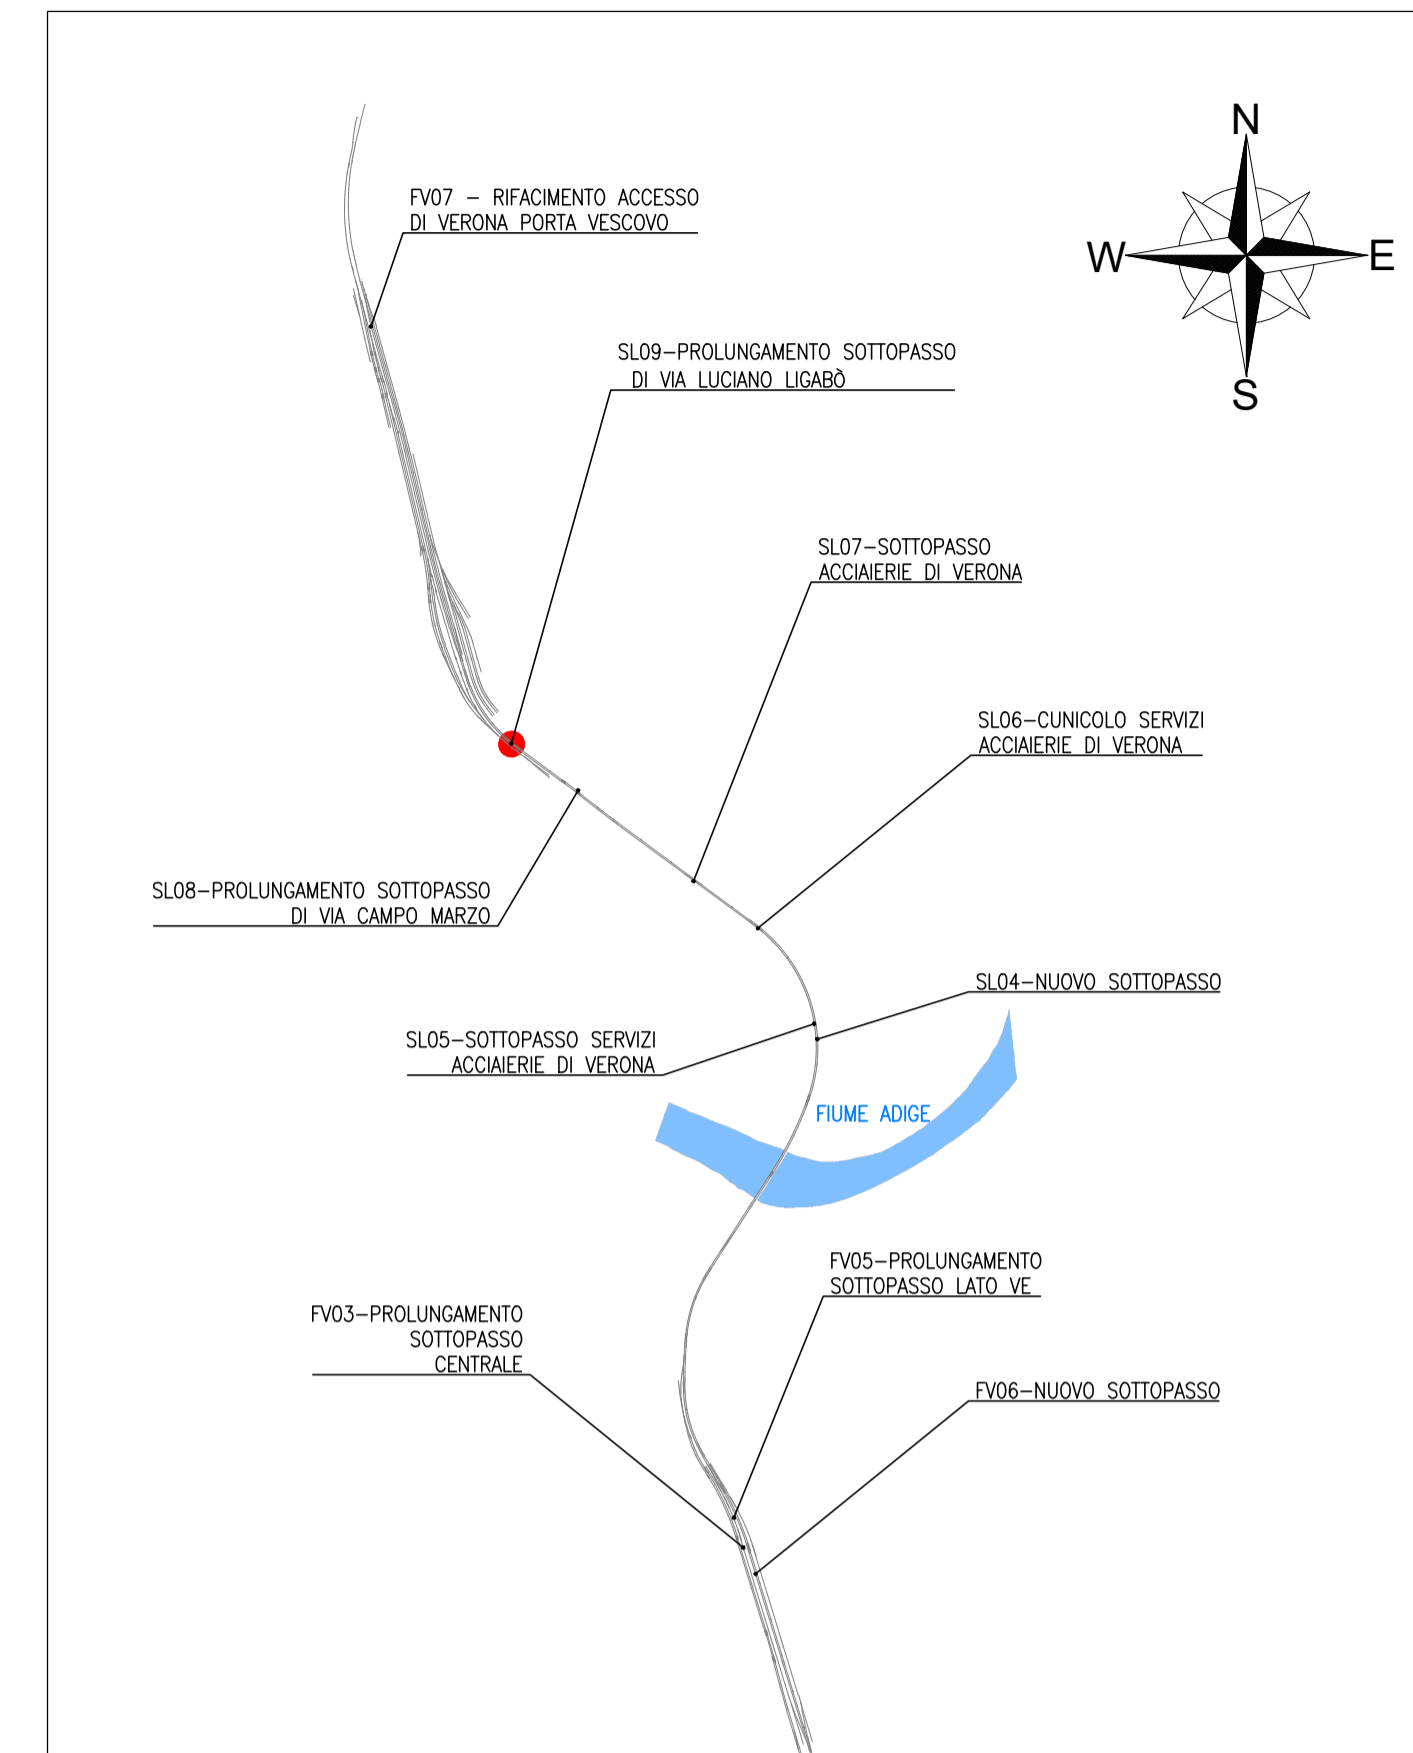 N
W
E
S
FV07 – RIFACIMENTO ACCESSO
DI VERONA PORTA VESCOVO
SL09–PROLUNGAMENTO SOTTOPASSO
DI VIA LUCIANO LIGABÒ
SL07–SOTTOPASSO
ACCIAIERIE DI VERONA
SL06–CUNICOLO SERVIZI
ACCIAIERIE DI VERONA
SL08–PROLUNGAMENTO SOTTOPASSO
DI VIA CAMPO MARZO
SL04–NUOVO SOTTOPASSO
SL05–SOTTOPASSO SERVIZI
ACCIAIERIE DI VERONA
FIUME ADIGE
FV05–PROLUNGAMENTO
SOTTOPASSO LATO VE
FV03–PROLUNGAMENTO
SOTTOPASSO
CENTRALE
FV06–NUOVO SOTTOPASSO